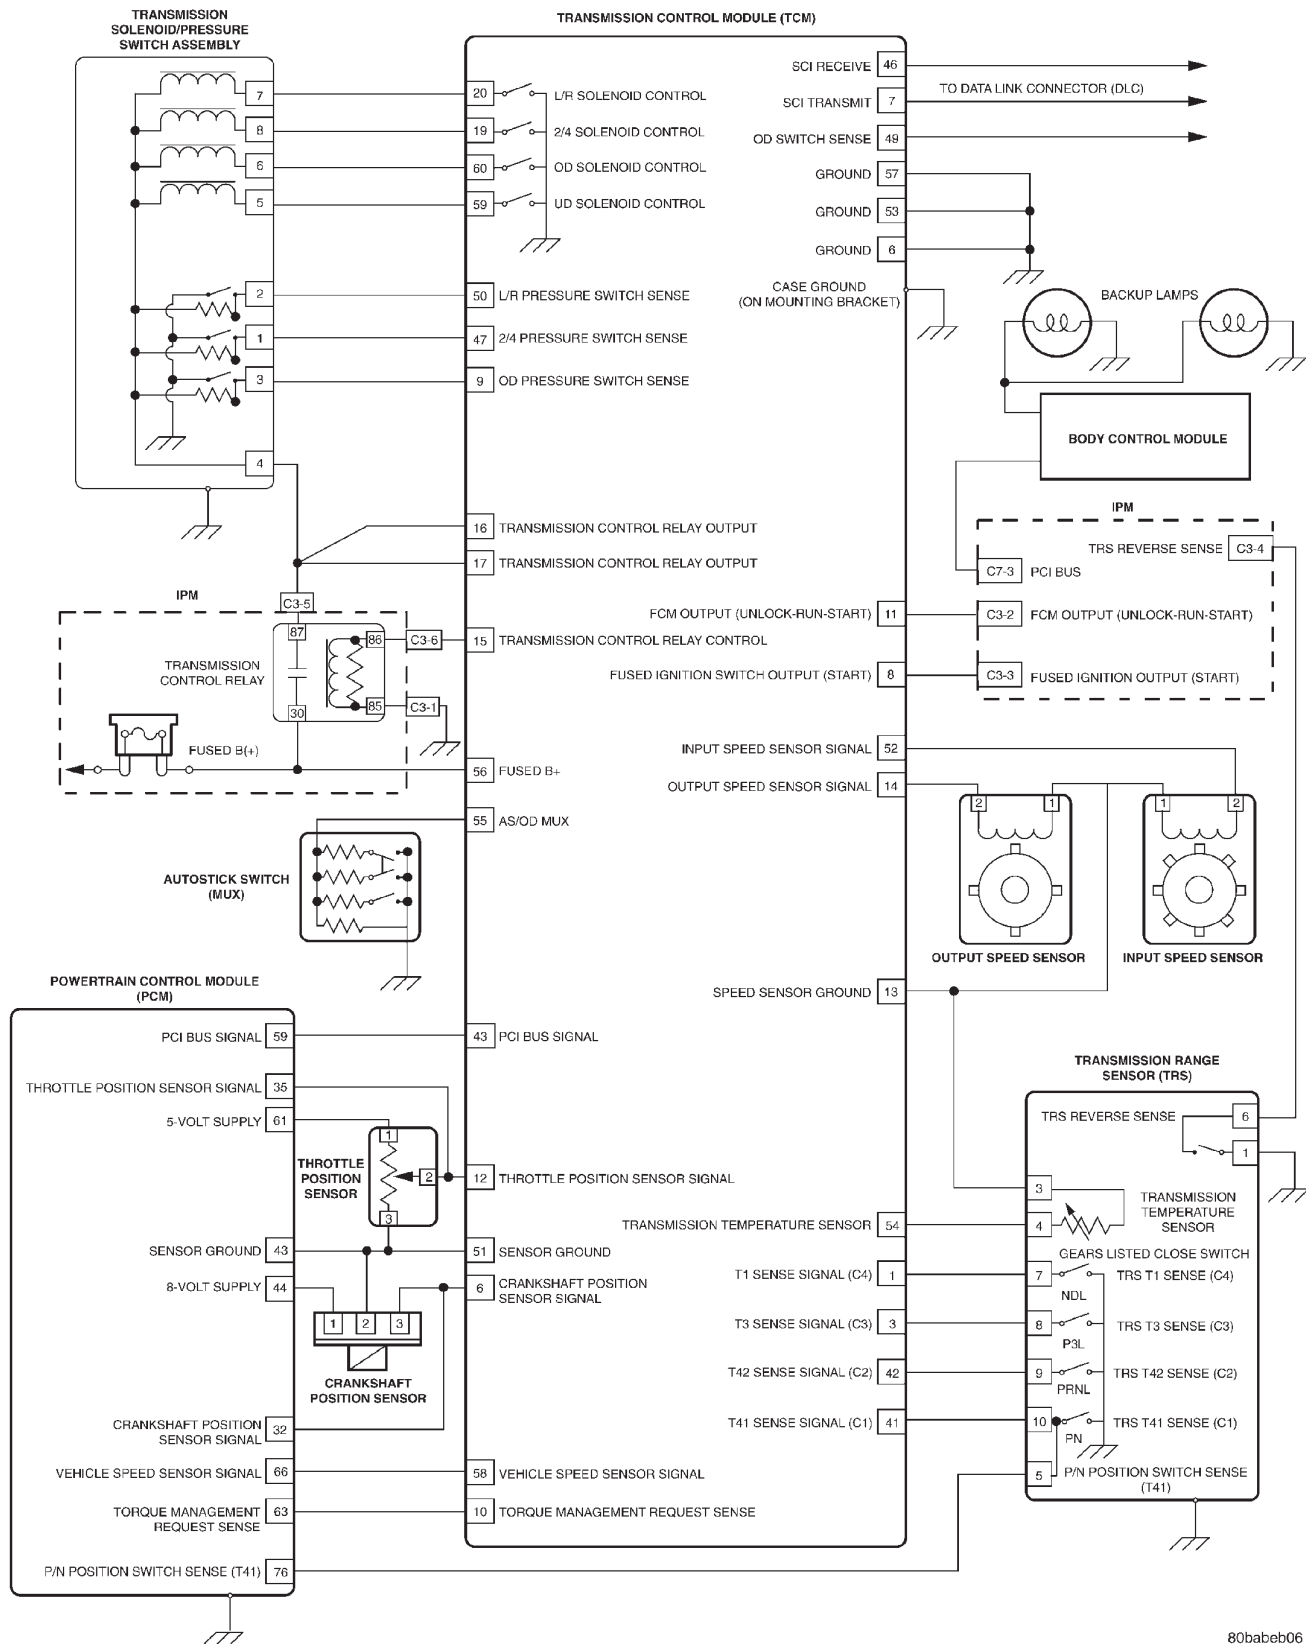 TRANSMISSION
SOLENOID/PRESSURE
SWITCH ASSEMBLY
7
8
6
5
2
1
3
4
TRANSMISSION CONTROL MODULE (TCM)
20 L/R SOLENOID CONTROL
19 2/4 SOLENOID CONTROL
60 OD SOLENOID CONTROL
59 UD SOLENOID CONTROL
50 L/R PRESSURE SWITCH SENSE
47 2/4 PRESSURE SWITCH SENSE
9 OD PRESSURE SWITCH SENSE
16 TRANSMISSION CONTROL RELAY OUTPUT
17 TRANSMISSION CONTROL RELAY OUTPUT
15 TRANSMISSION CONTROL RELAY CONTROL
56 FUSED B+
55 AS/OD MUX
43 PCI BUS SIGNAL
12 THROTTLE POSITION SENSOR SIGNAL
51 SENSOR GROUND
6 CRANKSHAFT POSITION
SENSOR SIGNAL
58 VEHICLE SPEED SENSOR SIGNAL
10 TORQUE MANAGEMENT REQUEST SENSE
SCI RECEIVE 46
SCI TRANSMIT 7
TO DATA LINK CONNECTOR (DLC)
OD SWITCH SENSE 49
GROUND 57
GROUND 53
GROUND 6
CASE GROUND
(ON MOUNTING BRACKET)
FCM OUTPUT (UNLOCK-RUN-START) 11
FUSED IGNITION SWITCH OUTPUT (START) 8
INPUT SPEED SENSOR SIGNAL 52
OUTPUT SPEED SENSOR SIGNAL 14
SPEED SENSOR GROUND 13
TRANSMISSION TEMPERATURE SENSOR 54
T1 SENSE SIGNAL (C4) 1
T3 SENSE SIGNAL (C3) 3
T42 SENSE SIGNAL (C2) 42
T41 SENSE SIGNAL (C1) 41
BACKUP LAMPS
BODY CONTROL MODULE
IPM
TRS REVERSE SENSE C3-4
C7-3 PCI BUS
C3-2 FCM OUTPUT (UNLOCK-RUN-START)
C3-3 FUSED IGNITION OUTPUT (START)
2 1
OUTPUT SPEED SENSOR
1 2
INPUT SPEED SENSOR
IPM
C3-5
87
86 C3-6
TRANSMISSION
CONTROL RELAY
30
85 C3-1
FUSED B(+)
AUTOSTICK SWITCH
(MUX)
POWERTRAIN CONTROL MODULE
(PCM)
PCI BUS SIGNAL 59
THROTTLE POSITION SENSOR SIGNAL 35
5-VOLT SUPPLY 61
SENSOR GROUND 43
8-VOLT SUPPLY 44
CRANKSHAFT POSITION
SENSOR SIGNAL 32
VEHICLE SPEED SENSOR SIGNAL 66
TORQUE MANAGEMENT
REQUEST SENSE 63
P/N POSITION SWITCH SENSE (T41) 76
THROTTLE
POSITION
SENSOR
1
2
3
1 2 3
CRANKSHAFT
POSITION SENSOR
TRANSMISSION RANGE
SENSOR (TRS)
TRS REVERSE SENSE 6
1
3
4
TRANSMISSION
TEMPERATURE
SENSOR
GEARS LISTED CLOSE SWITCH
7 TRS T1 SENSE (C4)
NDL
8 TRS T3 SENSE (C3)
P3L
9 TRS T42 SENSE (C2)
PRNL
10 TRS T41 SENSE (C1)
PN
5 P/N POSITION SWITCH SENSE
(T41)
80babeb06